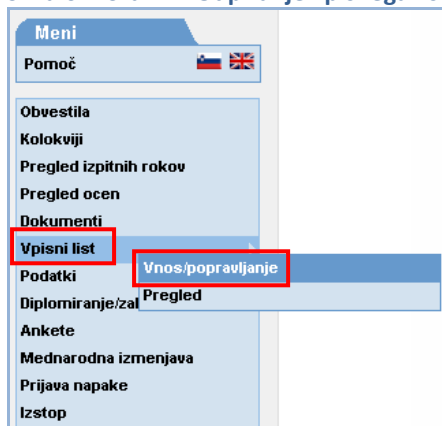 Meni
Pomoč
Obvestila
Kolokviji
Pregled izpitnih rokov
Pregled ocen
Dokumenti
Vpisni list
Vnos/popravljanje
Podatki
Pregled
Diplomiranje/zal
Ankete
Mednarodna izmenjava
Prijava napake
Izstop